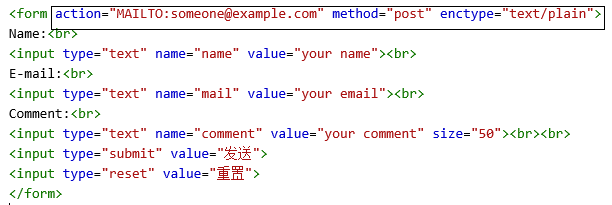 <form action="MAILTO:someone@example.com" method="post" enctype="text/plain">
Name:<br>
<input type="text" name="name" value="your name"><br>
E-mail:<br>
<input type="text" name="mail" value="your email"><br>
Comment:<br>
<input type="text" name="comment" value="your comment" size="50"><br><br>
<input type="submit" value="发送">
<input type="reset" value="重置">
</form>